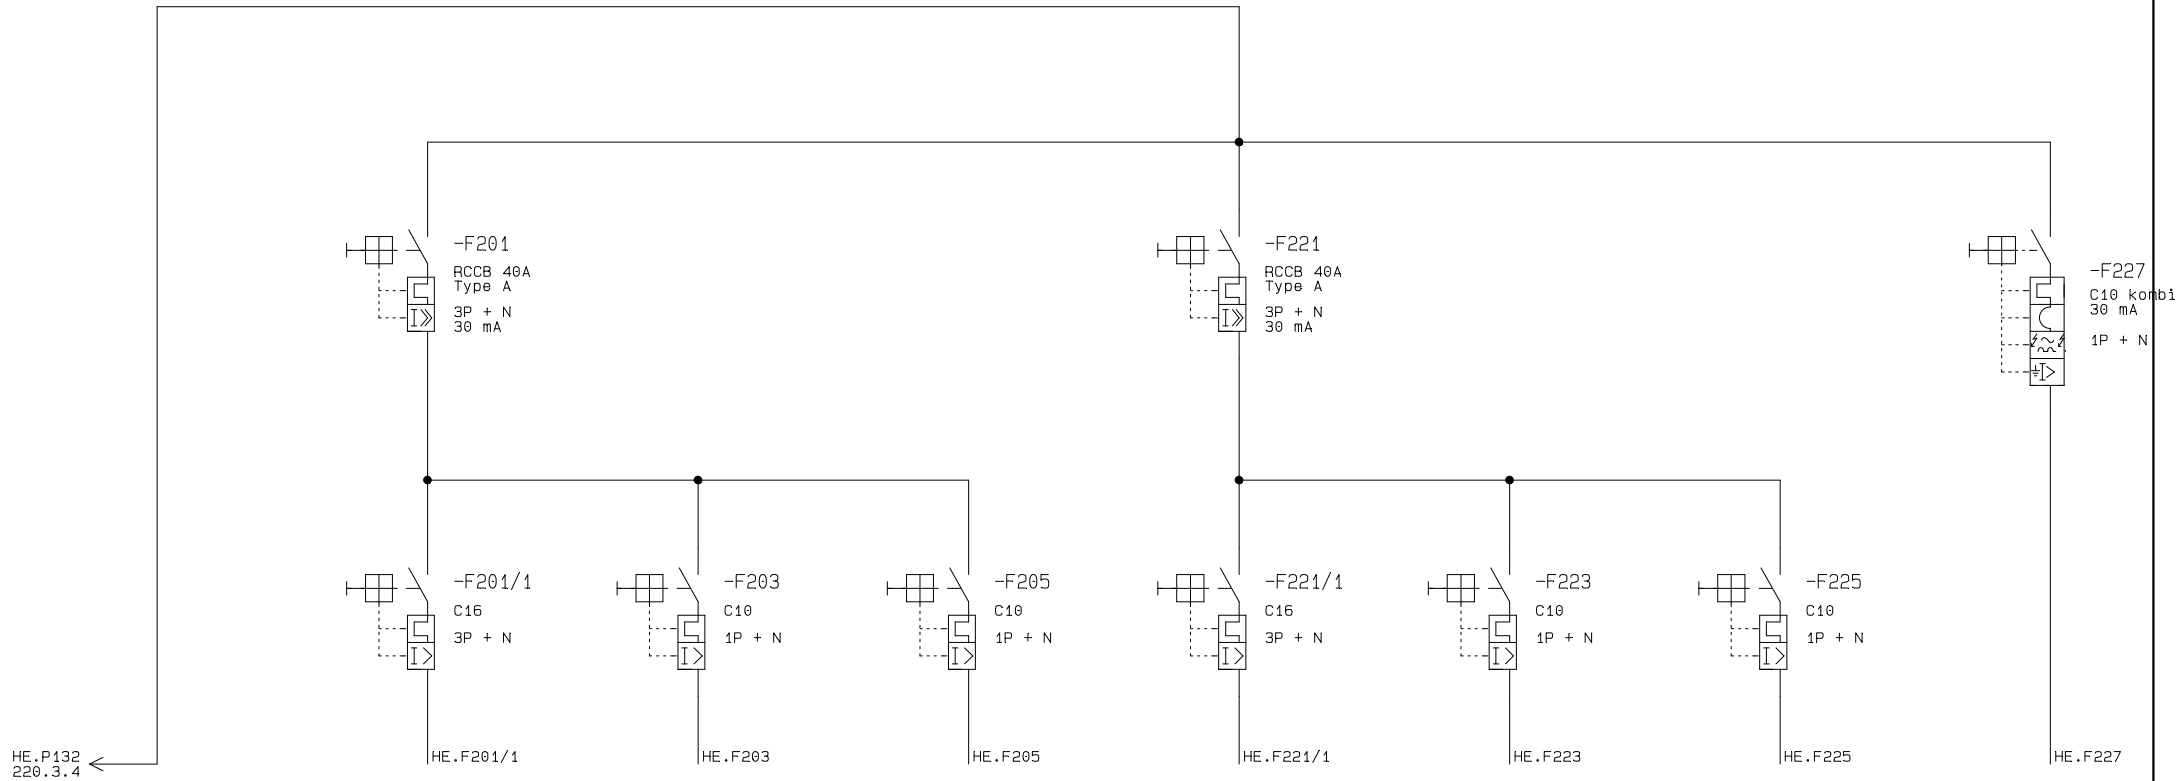 -F201
RCCB 40A
Type A
3P + N
30 mA
-F221
RCCB 40A
Type A
3P + N
30 mA
-F227
C10 kombi
30 mA
1P + N
-F201/1
C16
3P + N
-F203
C10
1P + N
-F205
C10
1P + N
-F221/1
C16
3P + N
-F223
C10
1P + N
-F225
C10
1P + N
HE.P132
220.3.4
HE.F201/1
HE.F203
HE.F205
HE.F221/1
HE.F223
HE.F225
HE.F227